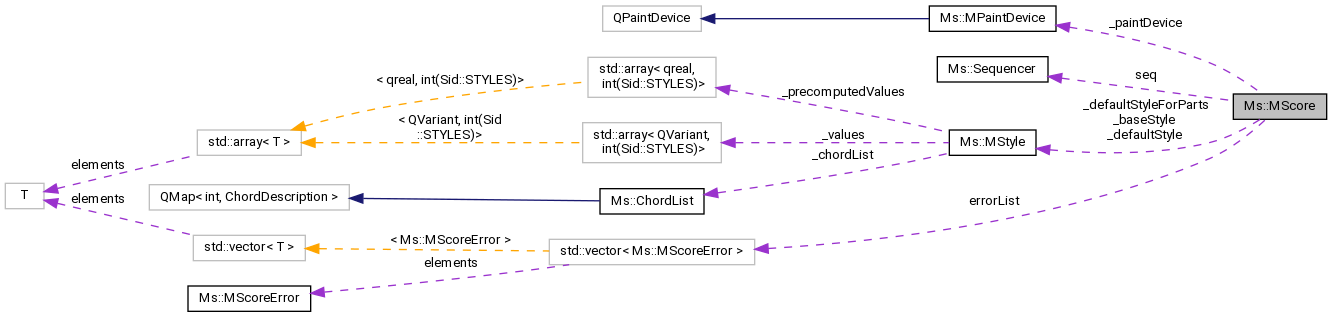 QPaintDevice
Ms::MPaintDevice
_paintDevice
std::array< qreal,
int(Sid::STYLES)>
Ms::Sequencer
seq
< qreal, int(Sid::STYLES)>
_precomputedValues
_defaultStyleForParts
_baseStyle
_defaultStyle
Ms::MScore
< QVariant, int(Sid
::STYLES)>
std::array< T >
std::array< QVariant,
int(Sid::STYLES)>
_values
Ms::MStyle
_chordList
elements
T
elements
QMap< int, ChordDescription >
Ms::ChordList
errorList
std::vector< T >
< Ms::MScoreError >
std::vector< Ms::MScoreError >
elements
Ms::MScoreError